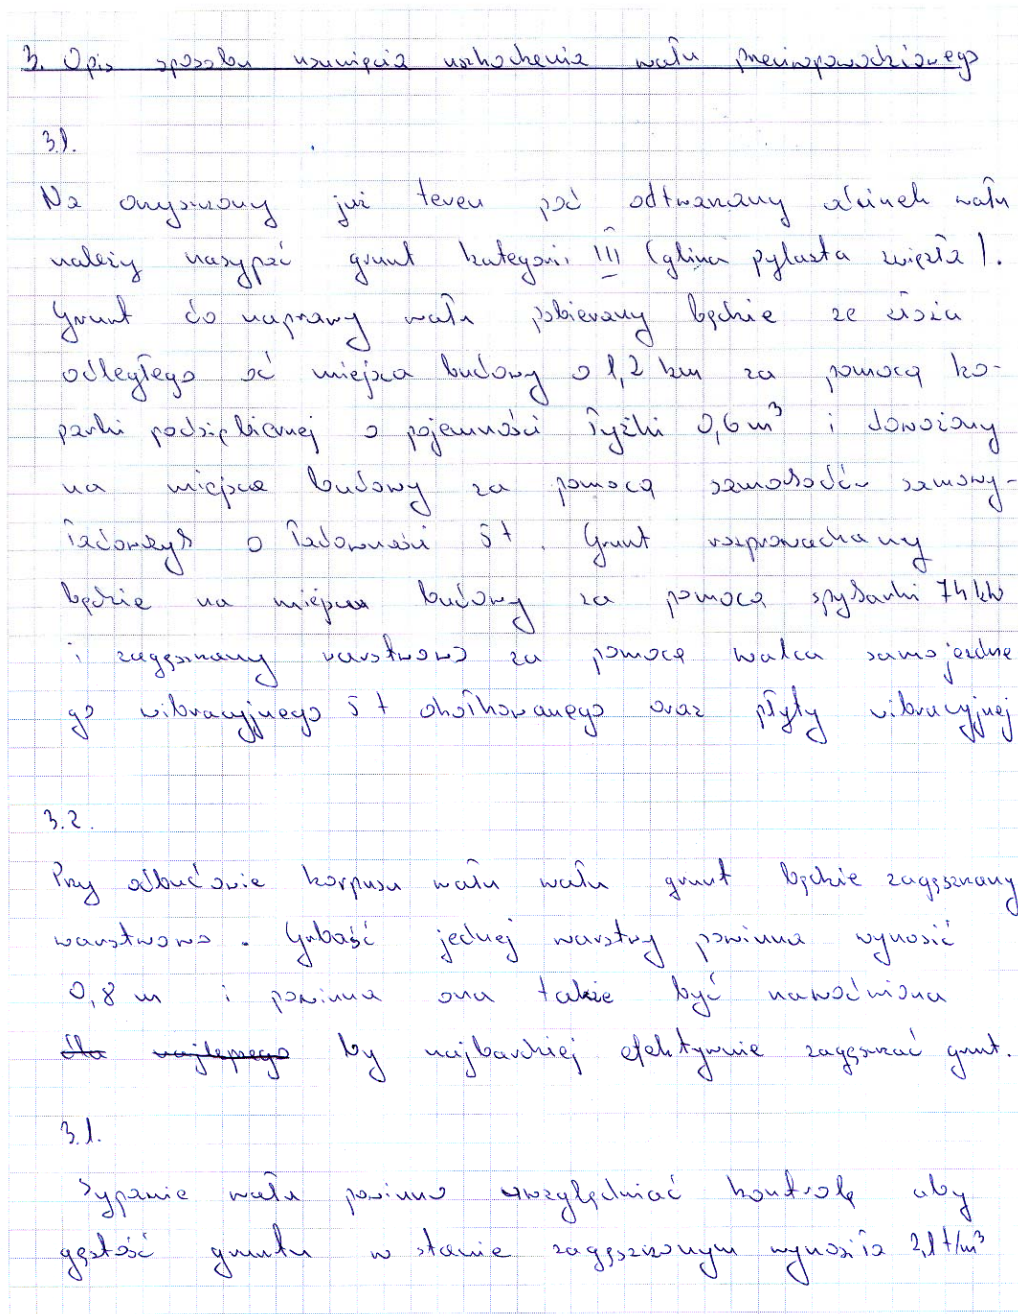 3. Opis sposobu usunięcia uszkodzenia wału przeciwpowodziowego
3.1.
Na oczyszczony już teren pod odtwarzany odcinek wału
należy nasypać grunt kategorii III (glina pylasta zwięzła).
Grunt do naprawy wału pobierany będzie ze złoża
odległego od miejsca budowy o 1,2 km za pomocą ko-
parki podsiębiernej o pojemności łyżki 0,6 m³ i dowożony
na miejsce budowy za pomocą samochodów samowy-
ładowczych o ładowności 5 t. Grunt rozprowadzany
będzie na miejscu budowy za pomocą spycharki 74 kW
i zagęszczany warstwowo za pomocą walca samojezdne
go wibracyjnego 5 t okołkowanego oraz płyty wibracyjnej
3.2.
Przy odbudowie korpusu wału wału grunt będzie zagęszczany
warstwowo. Grubość jednej warstwy powinna wynosić
0,8 m i powinna ona także być nawodniona
dla najlepszego by najbardziej efektywnie zagęszczać grunt.
3.1.
Sypanie wału powinno uwzględniać kontrolę aby
gęstość gruntu w stanie zagęszczonym wynosiła 2,1 t/m³